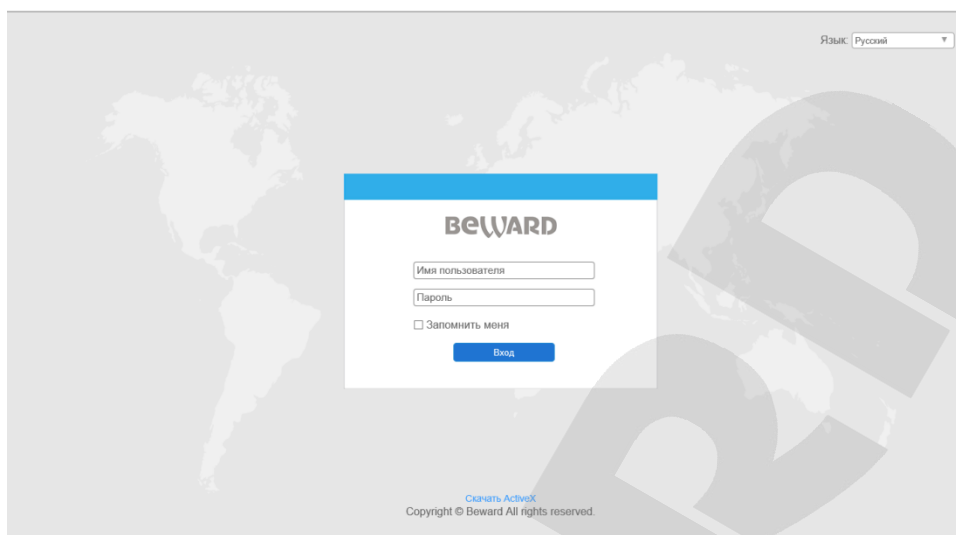 Язык: Русский
BEWARD
Имя пользователя
Пароль
Запомнить меня
Вход
Скачать ActiveX
Copyright © Beward All rights reserved.